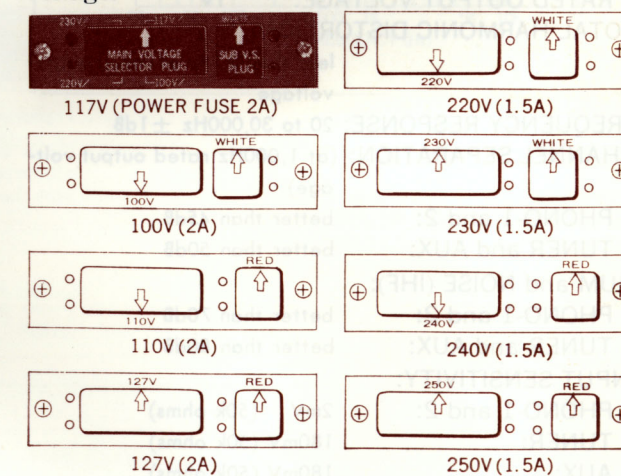 230V 117V WHITE
MAIN VOLTAGE
SELECTOR PLUG
SUB V.S.
PLUG
220V 100V
117V (POWER FUSE 2A)
WHITE
220V
220V (1.5A)
WHITE
100V
100V (2A)
230V WHITE
230V (1.5A)
RED
110V
110V (2A)
RED
240V
240V (1.5A)
127V RED
127V (2A)
250V RED
250V (1.5A)